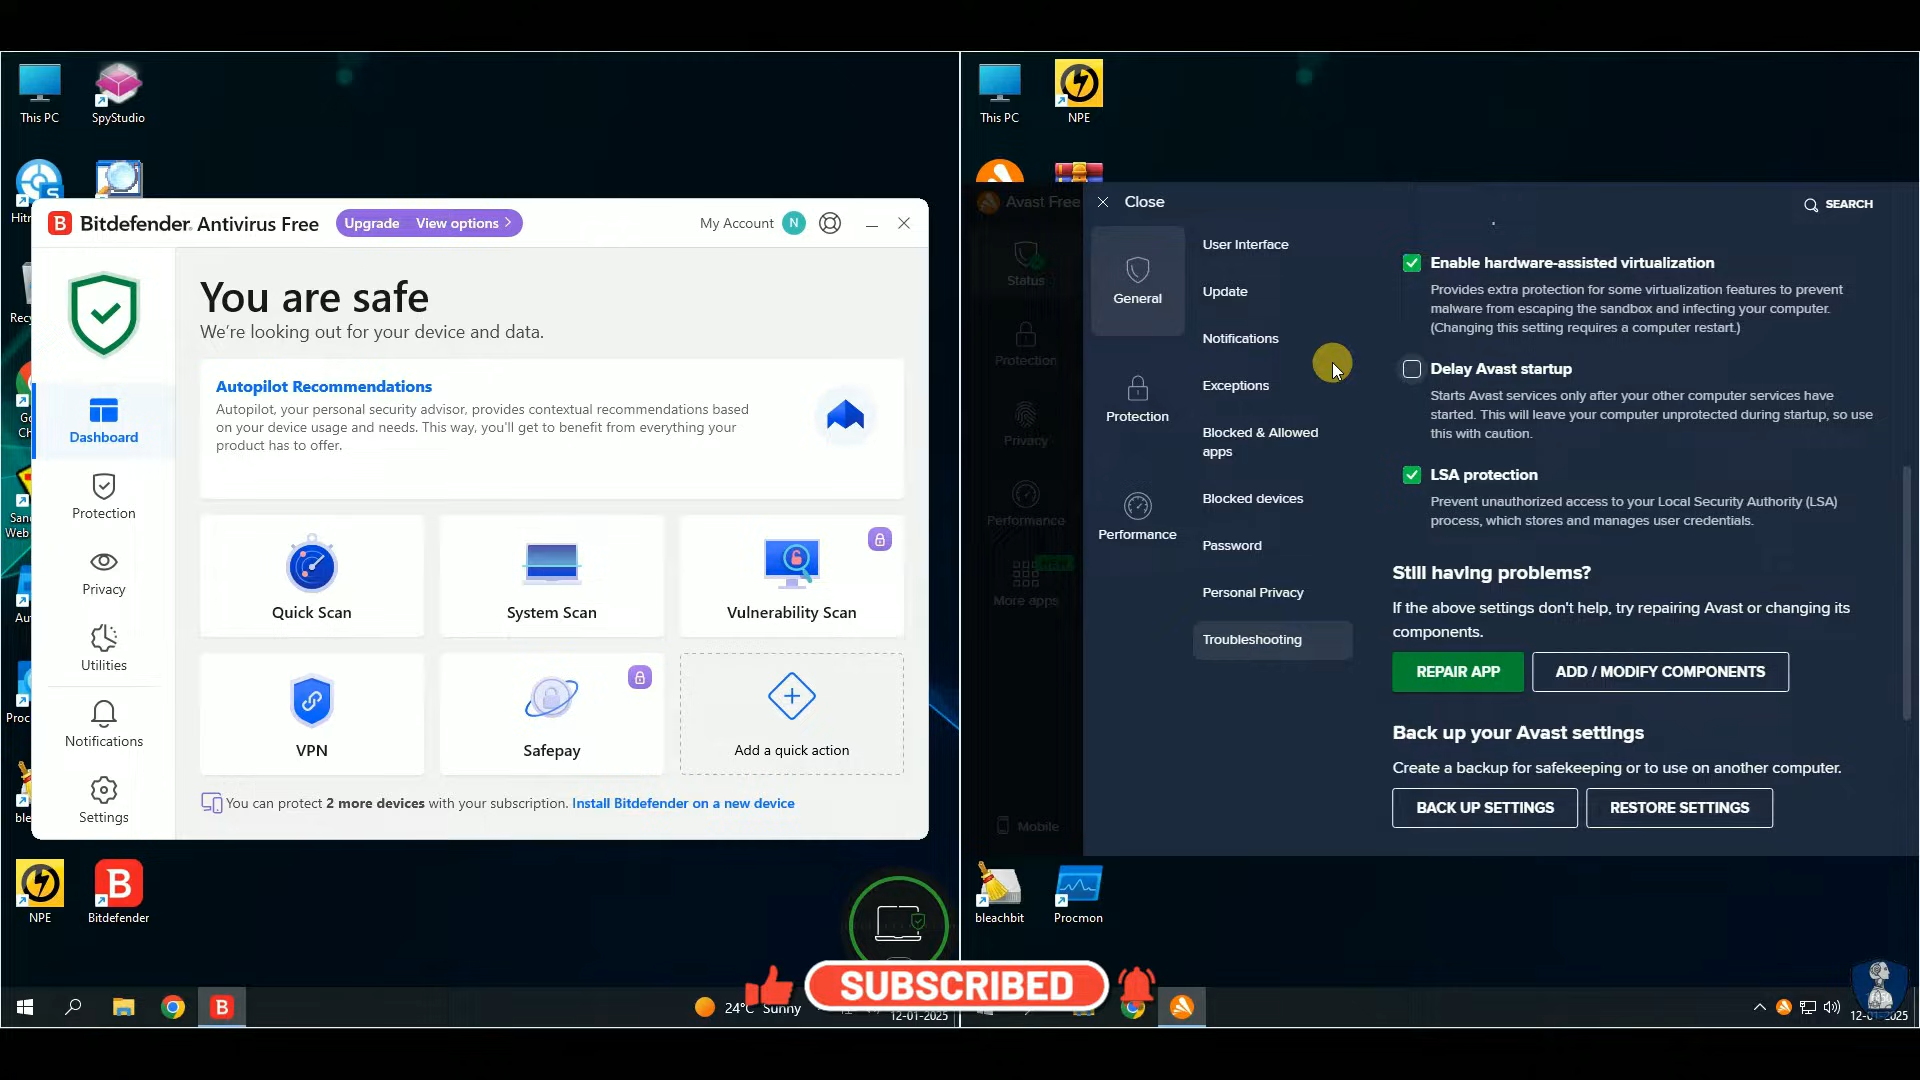 This PC
SpyStudio
Bitdefender Antivirus Free
Upgrade View options
My Account
N
You are safe
We're looking out for your device and data.
Autopilot Recommendations
Autopilot, your personal security advisor, provides contextual recommendations based
on your device usage and needs. This way, you'll get to benefit from everything your
product has to offer.
Dashboard
Protection
Privacy
Utilities
Notifications
Settings
Quick Scan
System Scan
Vulnerability Scan
VPN
Safepay
Add a quick action
You can protect 2 more devices with your subscription. Install Bitdefender on a new device
NPE
Bitdefender
24°C Sunny
12-01-2025
This PC
NPE
Avast Free
Status
Protection
Privacy
Performance
NEW
More apps
Mobile
Close
SEARCH
General
Protection
Performance
User Interface
Update
Notifications
Exceptions
Blocked & Allowed
apps
Blocked devices
Password
Personal Privacy
Troubleshooting
Enable hardware-assisted virtualization
Provides extra protection for some virtualization features to prevent
malware from escaping the sandbox and infecting your computer.
(Changing this setting requires a computer restart.)
Delay Avast startup
Starts Avast services only after your other computer services have
started. This will leave your computer unprotected during startup, so use
this with caution.
LSA protection
Prevent unauthorized access to your Local Security Authority (LSA)
process, which stores and manages user credentials.
Still having problems?
If the above settings don't help, try repairing Avast or changing its
components.
REPAIR APP
ADD / MODIFY COMPONENTS
Back up your Avast settings
Create a backup for safekeeping or to use on another computer.
BACK UP SETTINGS
RESTORE SETTINGS
bleachbit
Procmon
SUBSCRIBED
12-01-2025